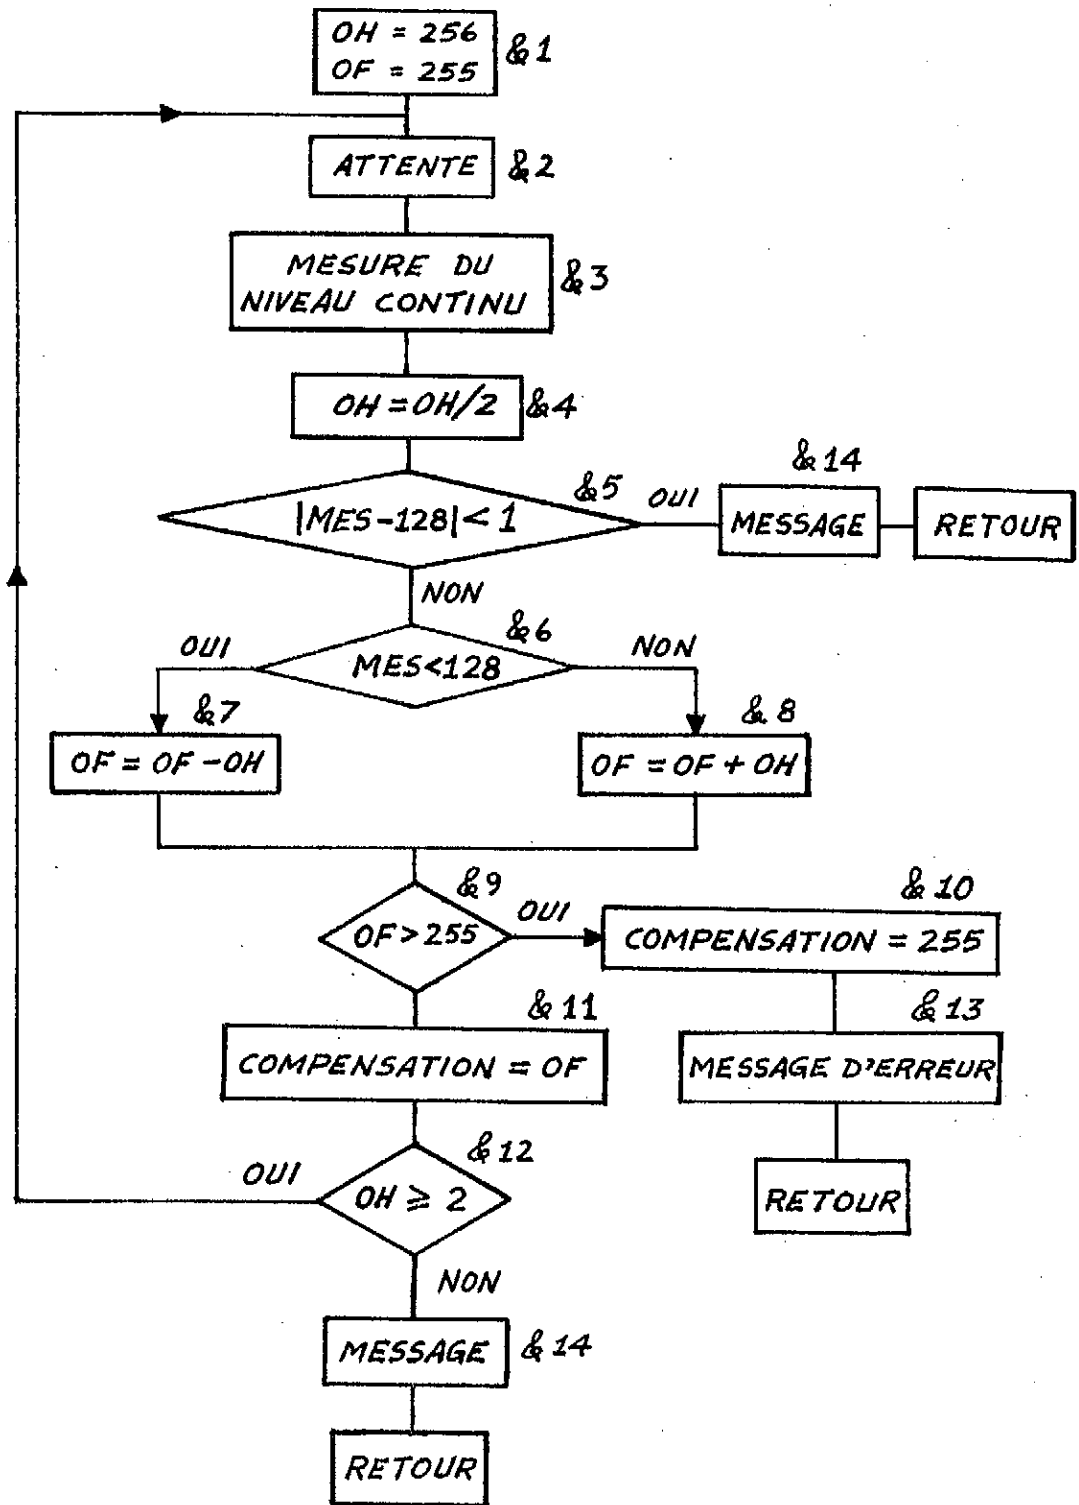 OH = 256
OF = 255
&1
ATTENTE
&2
MESURE DU
NIVEAU CONTINU
&3
OH = OH/2
&4
|MES-128| < 1
&5
OUI
&14
MESSAGE
RETOUR
NON
MES<128
&6
OUI
NON
&7
OF = OF - OH
&8
OF = OF + OH
OF > 255
&9
OUI
&10
COMPENSATION = 255
&11
COMPENSATION = OF
&13
MESSAGE D'ERREUR
RETOUR
OH ≥ 2
&12
OUI
NON
MESSAGE
&14
RETOUR